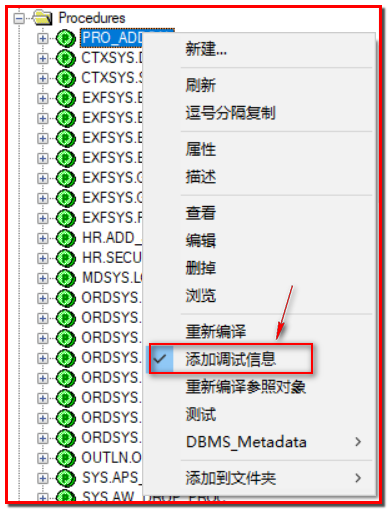 Procedures
PRO_ADD
CTXSYS.
CTXSYS.
EXFSYS.
EXFSYS.
EXFSYS.
EXFSYS.
EXFSYS.
EXFSYS.
HR.ADD_
HR.SECU
MDSYS.L
ORDSYS.
ORDSYS.
ORDSYS.
ORDSYS.
ORDSYS.
ORDSYS.
ORDSYS.
ORDSYS.
OUTLN.O
SYS.APS_
SYS.AW_DROP_PROC
新建...
刷新
逗号分隔复制
属性
描述
查看
编辑
删掉
浏览
重新编译
添加调试信息
重新编译参照对象
测试
DBMS_Metadata
添加到文件夹